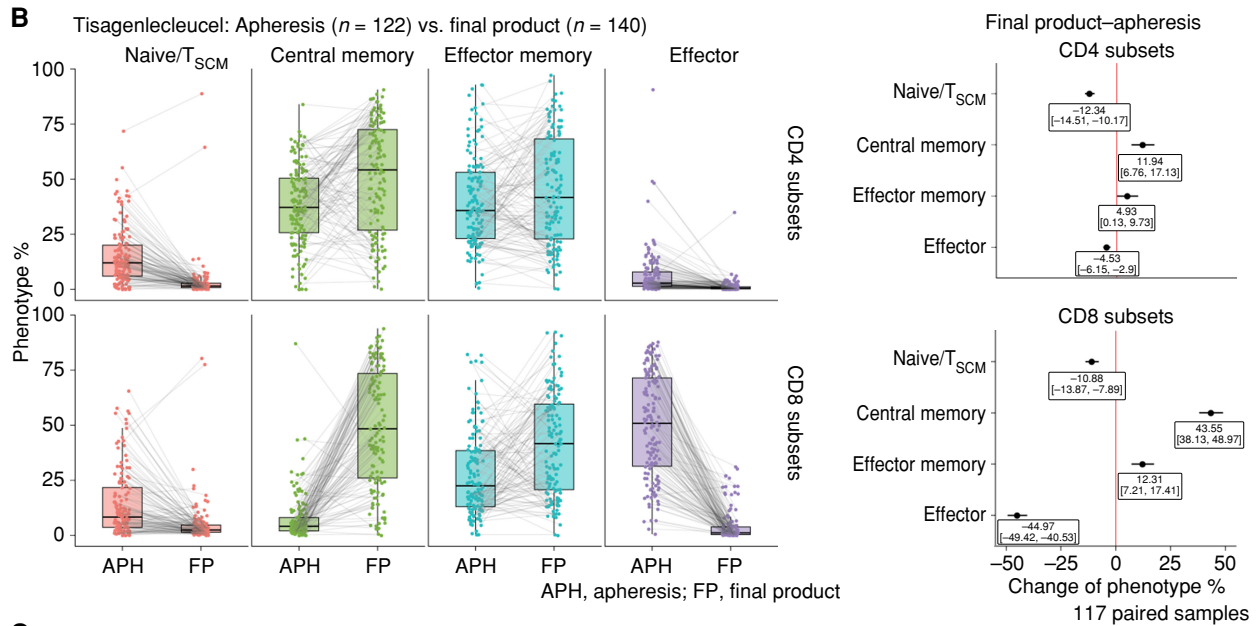 B
Tisagenlecleucel: Apheresis (n = 122) vs. final product (n = 140)
Naive/TSCM
Central memory
Effector memory
Effector
Phenotype %
100
75
50
25
0
CD4 subsets
100
75
50
25
0
CD8 subsets
APH
FP
APH
FP
APH
FP
APH
FP
APH, apheresis; FP, final product
Final product–apheresis
CD4 subsets
Naive/TSCM
–12.34
[–14.51, –10.17]
Central memory
11.94
[6.76, 17.13]
Effector memory
4.93
[0.13, 9.73]
Effector
–4.53
[–6.15, –2.9]
CD8 subsets
Naive/TSCM
–10.88
[–13.87, –7.89]
Central memory
43.55
[38.13, 48.97]
Effector memory
12.31
[7.21, 17.41]
Effector
–44.97
[–49.42, –40.53]
–50
–25
0
25
50
Change of phenotype %
117 paired samples